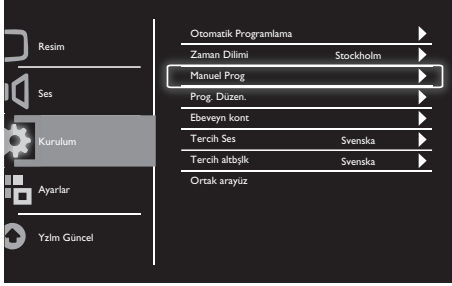 Resim
Ses
Kurulum
Ayarlar
Yzlm Güncel
Otomatik Programlama
Zaman Dilimi Stockholm
Manuel Prog
Prog. Düzen.
Ebeveyn kont
Tercih Ses Svenska
Tercih altbşlk Svenska
Ortak arayüz